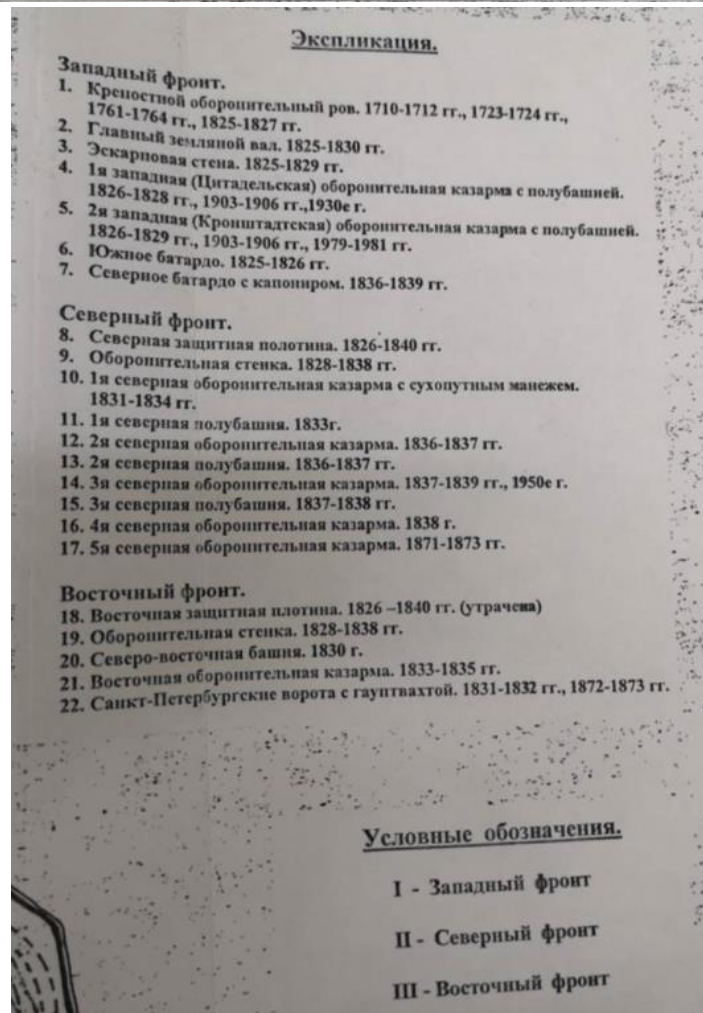 Экспликация.
Западный фронт.
1. Крепостной оборонительный ров. 1710-1712 гг., 1723-1724 гг.,
1761-1764 гг., 1825-1827 гг.
2. Главный земляной вал. 1825-1830 гг.
3. Эскарповая стена. 1825-1829 гг.
4. 1я западная (Цитадельская) оборонительная казарма с полубашней.
1826-1828 гг., 1903-1906 гг.,1930е г.
5. 2я западная (Кронштадтская) оборонительная казарма с полубашней.
1826-1829 гг., 1903-1906 гг., 1979-1981 гг.
6. Южное батардо. 1825-1826 гг.
7. Северное батардо с капониром. 1836-1839 гг.
Северный фронт.
8. Северная защитная полотина. 1826-1840 гг.
9. Оборонительная стенка. 1828-1838 гг.
10. 1я северная оборонительная казарма с сухопутным манежем.
1831-1834 гг.
11. 1я северная полубашня. 1833г.
12. 2я северная оборонительная казарма. 1836-1837 гг.
13. 2я северная полубашня. 1836-1837 гг.
14. 3я северная оборонительная казарма. 1837-1839 гг., 1950е г.
15. 3я северная полубашня. 1837-1838 гг.
16. 4я северная оборонительная казарма. 1838 г.
17. 5я северная оборонительная казарма. 1871-1873 гг.
Восточный фронт.
18. Восточная защитная плотина. 1826 –1840 гг. (утрачена)
19. Оборонительная стенка. 1828-1838 гг.
20. Северо-восточная башня. 1830 г.
21. Восточная оборонительная казарма. 1833-1835 гг.
22. Санкт-Петербургские ворота с гауптвахтой. 1831-1832 гг., 1872-1873 гг.
Условные обозначения.
I - Западный фронт
II - Северный фронт
III - Восточный фронт